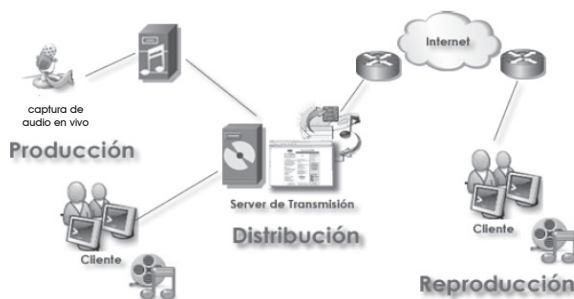 Internet
captura de
audio en vivo
Producción
Server de Transmisión
Distribución
Cliente
Cliente
Reproducción